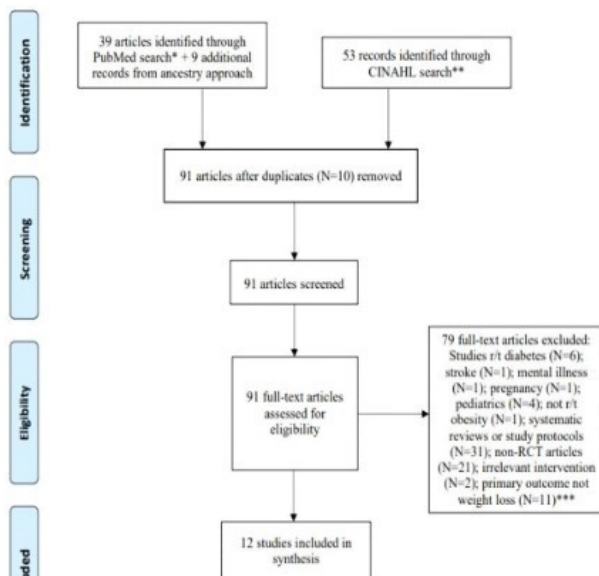 Identification
39 articles identified through
PubMed search* + 9 additional
records from ancestry approach
53 records identified through
CINAHL search**
91 articles after duplicates (N=10) removed
Screening
91 articles screened
Eligibility
91 full-text articles
assessed for
eligibility
79 full-text articles excluded:
Studies r/t diabetes (N=6);
stroke (N=1); mental illness
(N=1); pregnancy (N=1);
pediatrics (N=4); not r/t
obesity (N=1); systematic
reviews or study protocols
(N=31); non-RCT articles
(N=21); irrelevant intervention
(N=2); primary outcome not
weight loss (N=11)***
ded
12 studies included in
synthesis